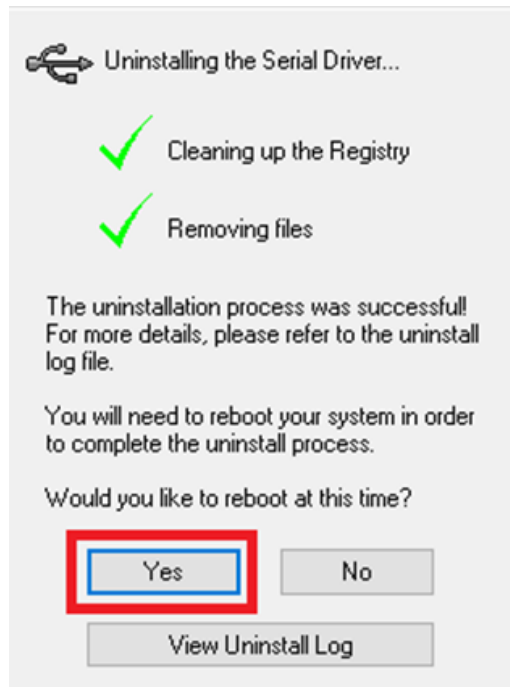 Uninstalling the Serial Driver...
Cleaning up the Registry
Removing files
The uninstallation process was successful!
For more details, please refer to the uninstall
log file.
You will need to reboot your system in order
to complete the uninstall process.
Would you like to reboot at this time?
Yes No
View Uninstall Log